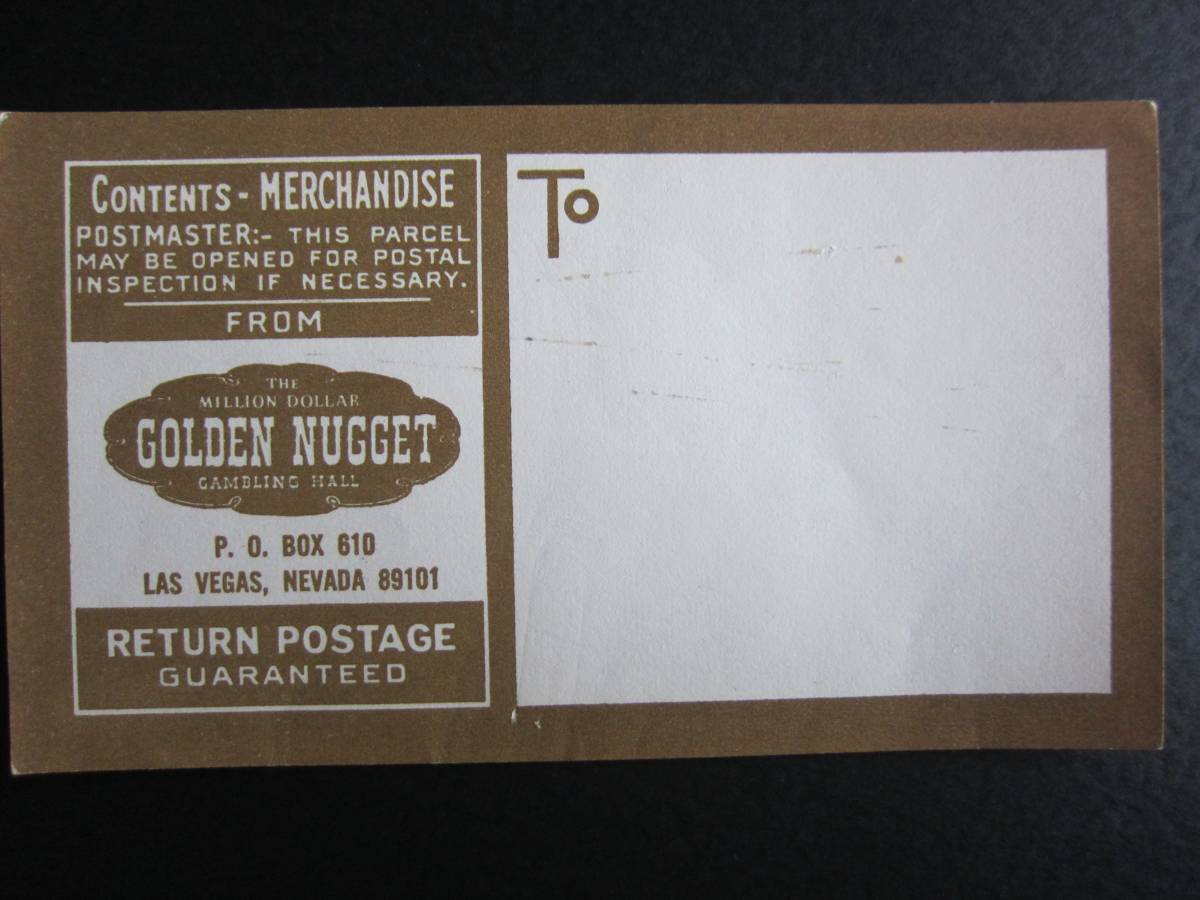 CONTENTS - MERCHANDISE
POSTMASTER:- THIS PARCEL
MAY BE OPENED FOR POSTAL
INSPECTION IF NECESSARY.
FROM
THE
MILLION DOLLAR
GOLDEN NUGGET
GAMBLING HALL
P. O. BOX 610
LAS VEGAS, NEVADA 89101
RETURN POSTAGE
GUARANTEED
To